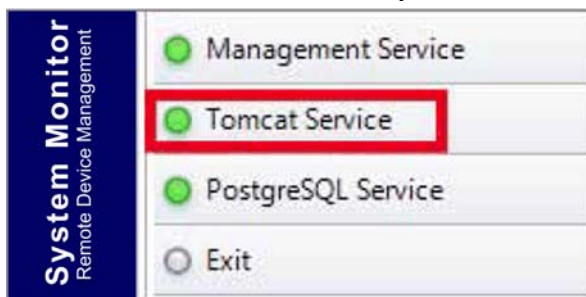 System Monitor
Remote Device Management
Management Service
Tomcat Service
PostgreSQL Service
Exit